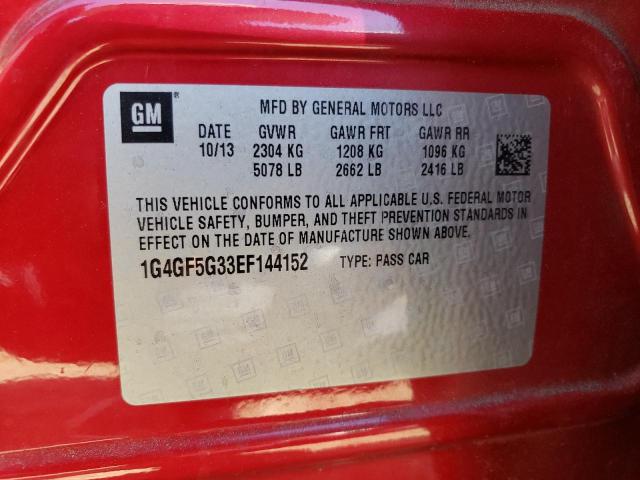 GM ® MFD BY GENERAL MOTORS LLC
DATE GVWR GAWR FRT GAWR RR
10/13 2304 KG 1208 KG 1096 KG
5078 LB 2662 LB 2416 LB
THIS VEHICLE CONFORMS TO ALL APPLICABLE U.S. FEDERAL MOTOR
VEHICLE SAFETY, BUMPER, AND THEFT PREVENTION STANDARDS IN
EFFECT ON THE DATE OF MANUFACTURE SHOWN ABOVE.
1G4GF5G33EF144152 TYPE: PASS CAR